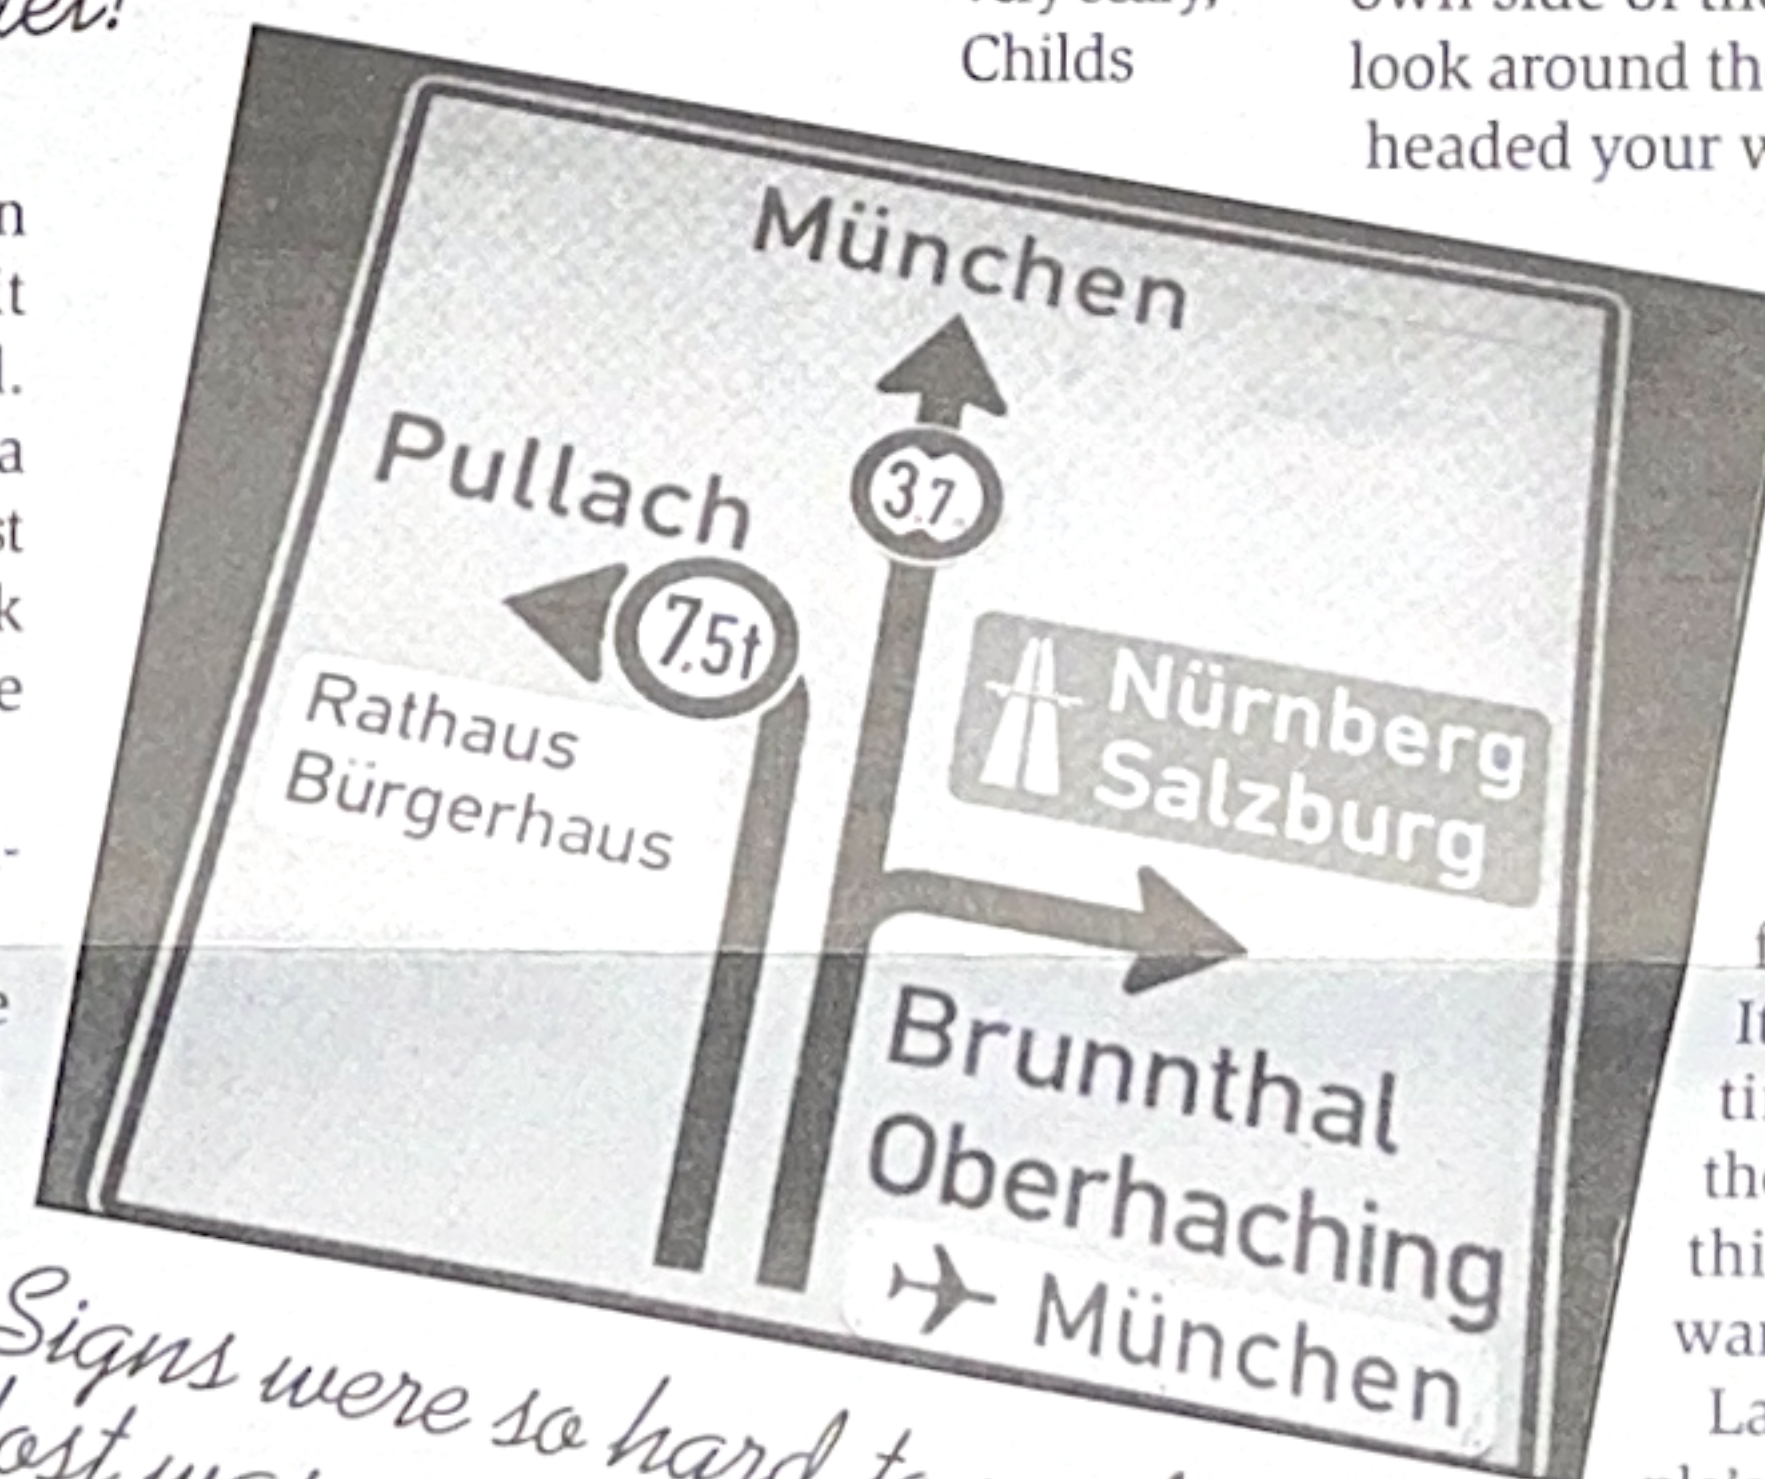 Childs
look around
headed your
München
3.7
Pullach
7.5t
Rathaus
Bürgerhaus
Nürnberg
Salzburg
Brunnthal
Oberhaching
München
Signs were so hard